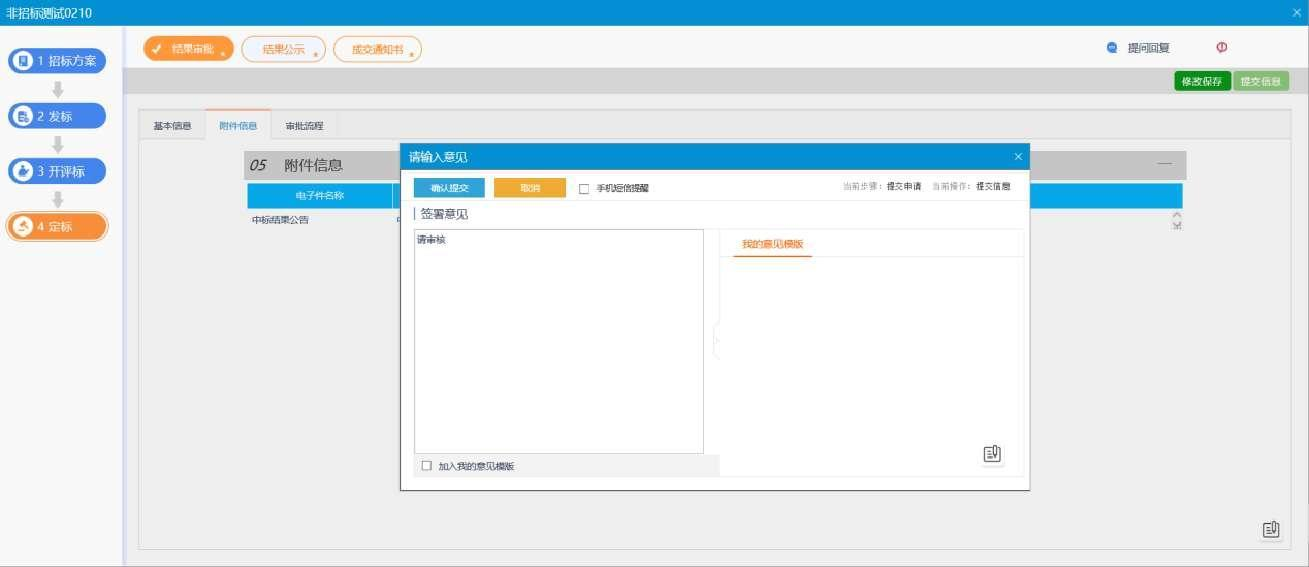 非招标测试0210
1 招标方案
2 发标
3 开评标
4 定标
结果审批
结果公示
成交通知书
提问回复
修改保存
提交信息
基本信息
附件信息
审批流程
05 附件信息
电子件名称
中标结果公告
请输入意见
确认提交
取消
手机短信提醒
当前步骤：提交申请
当前操作：提交信息
签署意见
请审核
我的意见模版
加入我的意见模版